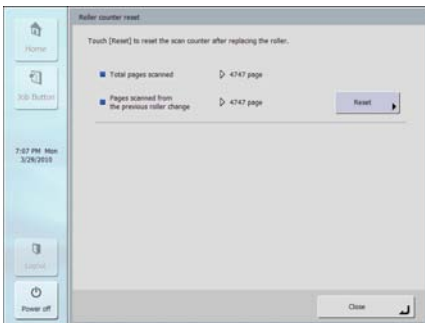 Roller counter reset
Home
Touch [Reset] to reset the scan counter after replacing the roller.
Total pages scanned
4747 page
Job Button
Pages scanned from
the previous roller change
4747 page
Reset
7:07 PM Mon
3/29/2010
Logout
Power off
Close